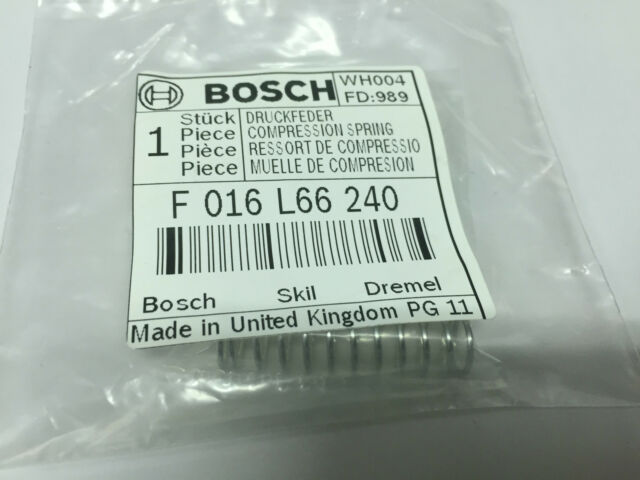 BOSCH
WH004
FD:989
1
Stück
Piece
Pièce
Piece
DRUCKFEDER
COMPRESSION SPRING
RESSORT DE COMPRESSIO
MUELLE DE COMPRESION
F 016 L66 240
Bosch Skil Dremel
Made in United Kingdom PG 11